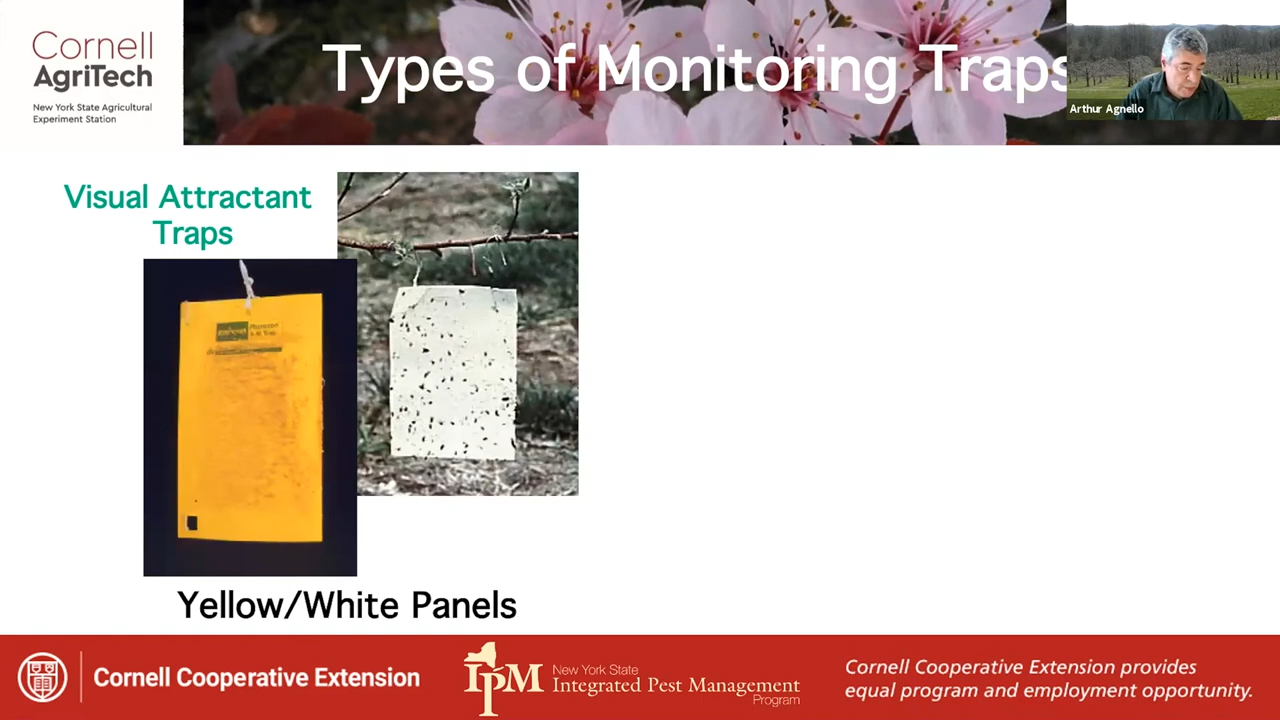 Cornell
AgriTech
New York State Agricultural
Experiment Station
Types of Monitoring Traps
Arthur Agnello
Visual Attractant
Traps
Yellow/White Panels
Cornell Cooperative Extension
IPM
New York State
Integrated Pest Management
Program
Cornell Cooperative Extension provides
equal program and employment opportunity.